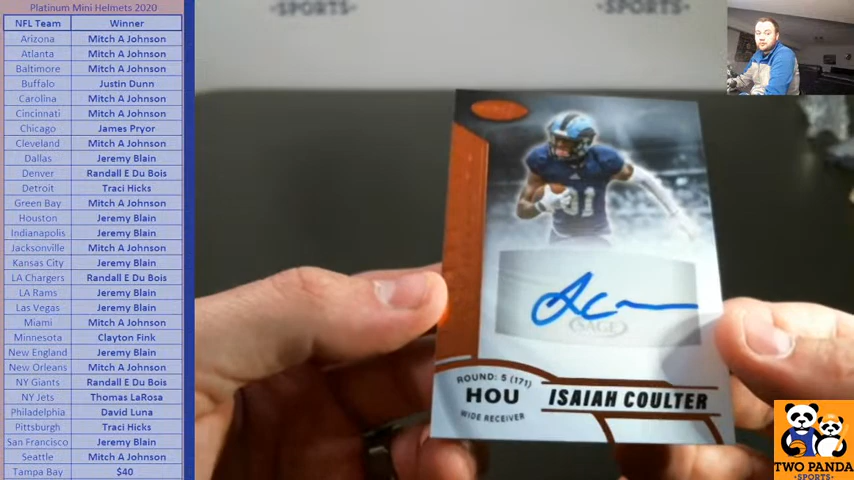 Platinum Mini Helmets 2020
NFL Team Winner
Arizona Mitch A Johnson
Atlanta Mitch A Johnson
Baltimore Mitch A Johnson
Buffalo Justin Dunn
Carolina Mitch A Johnson
Cincinnati Mitch A Johnson
Chicago James Pryor
Cleveland Mitch A Johnson
Dallas Jeremy Blain
Denver Randall E Du Bois
Detroit Traci Hicks
Green Bay Mitch A Johnson
Houston Jeremy Blain
Indianapolis Jeremy Blain
Jacksonville Mitch A Johnson
Kansas City Jeremy Blain
LA Chargers Randall E Du Bois
LA Rams Jeremy Blain
Las Vegas Jeremy Blain
Miami Mitch A Johnson
Minnesota Clayton Fink
New England Jeremy Blain
New Orleans Mitch A Johnson
NY Giants Randall E Du Bois
NY Jets Thomas LaRosa
Philadelphia David Luna
Pittsburgh Traci Hicks
San Francisco Jeremy Blain
Seattle Mitch A Johnson
Tampa Bay $40
·SPORTS·
·SPORTS·
81
SAGE
ROUND: 5 (171)
HOU
WIDE RECEIVER
ISAIAH COULTER
TWO PANDA
·SPORTS·